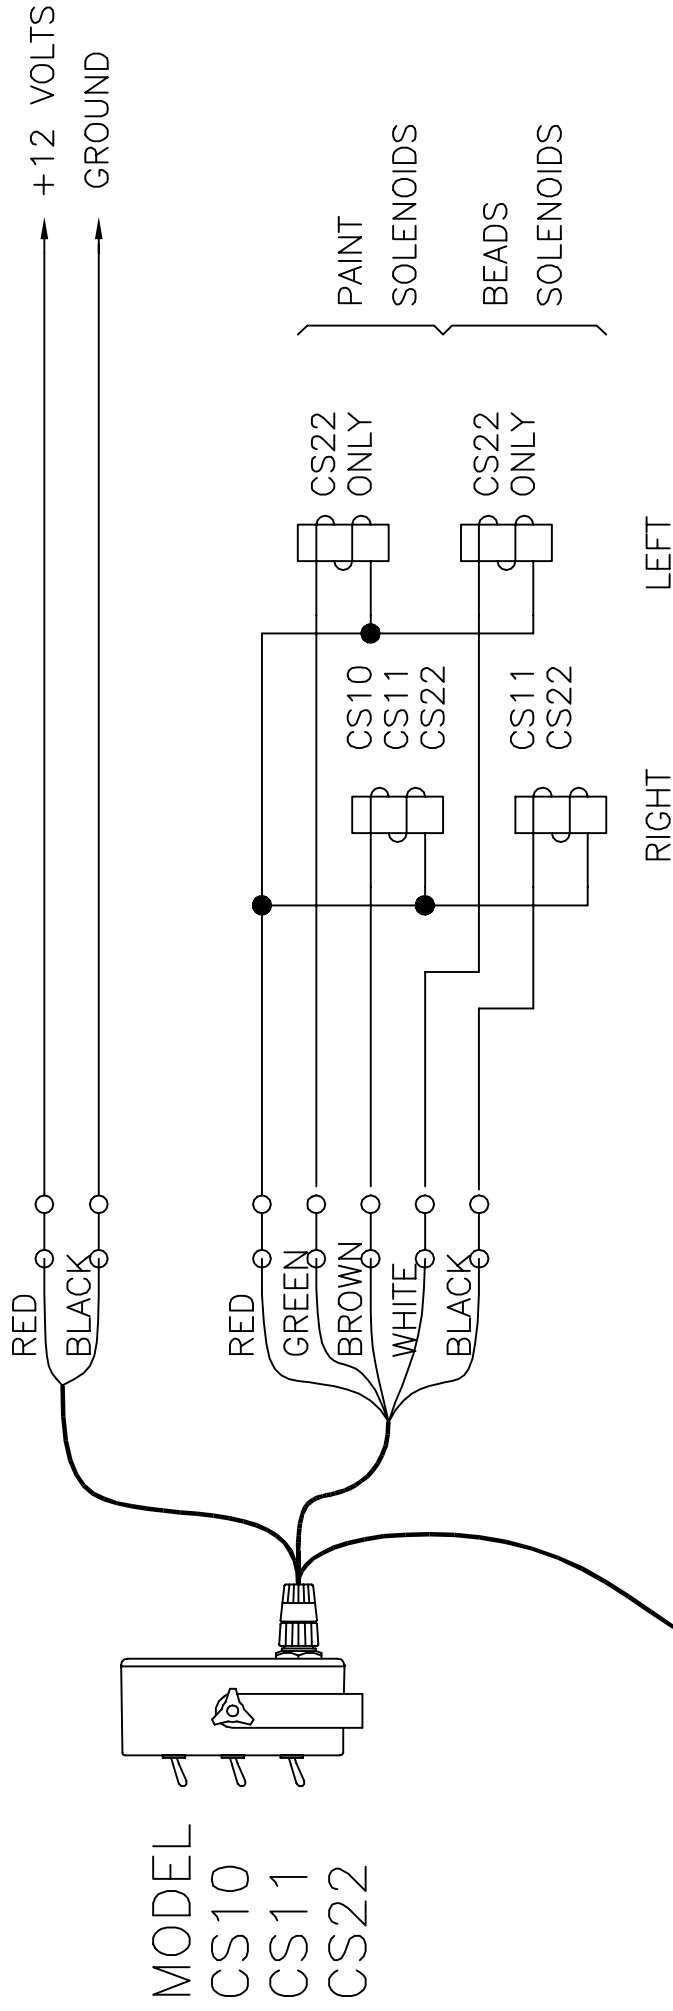 MODEL
CS10
CS11
CS22
RED
BLACK
+12 VOLTS
GROUND
RED
GREEN
BROWN
WHITE
BLACK
CS22
ONLY
CS10
CS11
CS22
CS22
ONLY
CS11
CS22
PAINT
SOLENOIDS
BEADS
SOLENOIDS
RIGHT
LEFT